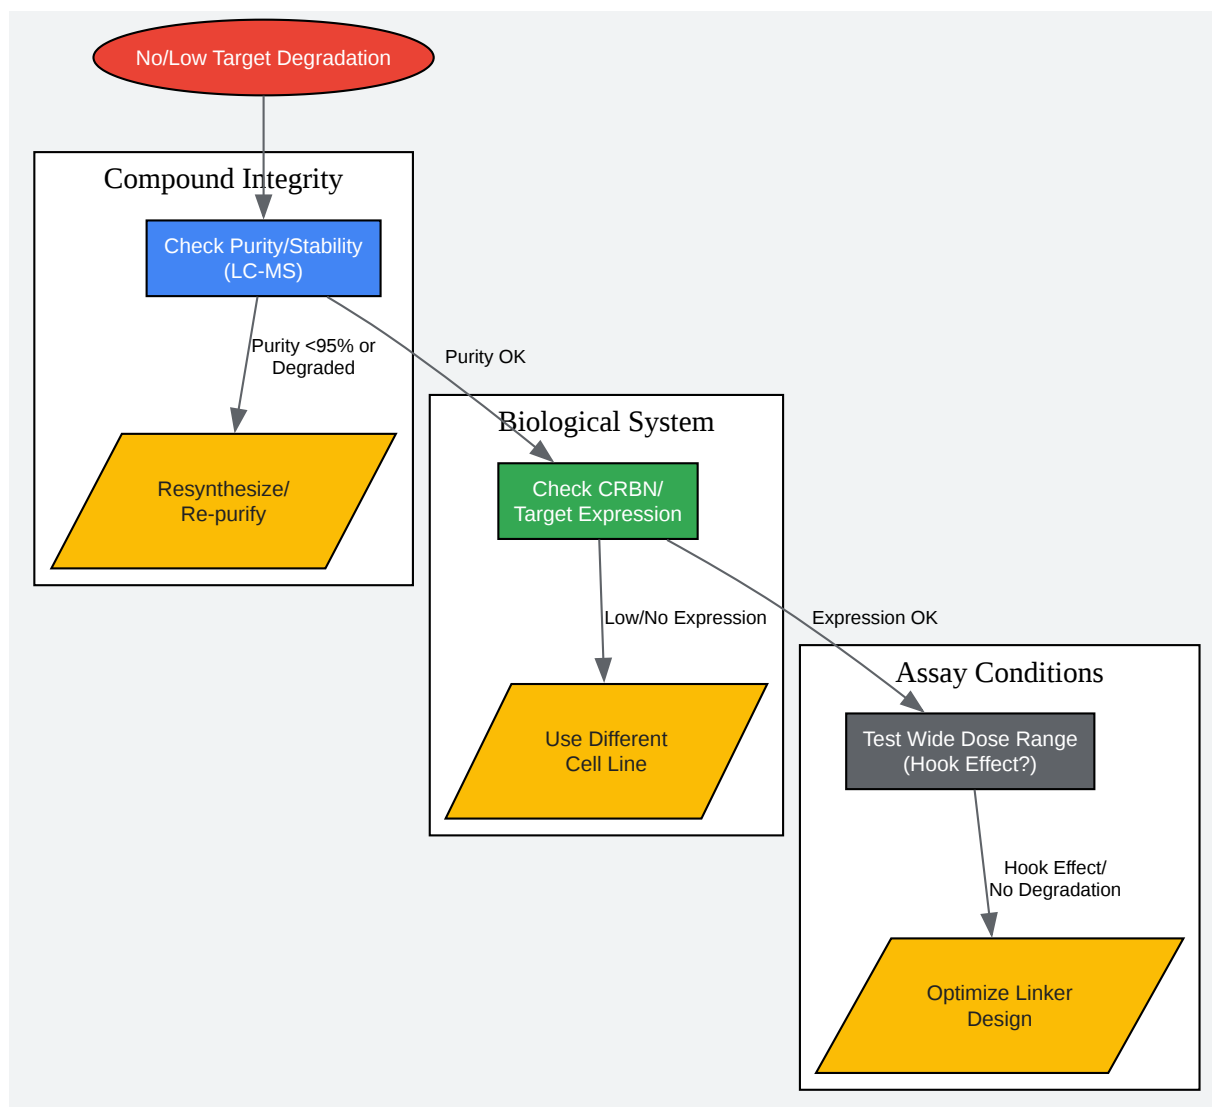 No/Low Target Degradation
Compound Integrity
Check Purity/Stability
(LC-MS)
Purity <95% or
Degraded
Purity OK
Resynthesize/
Re-purify
Biological System
Check CRBN/
Target Expression
Low/No Expression
Expression OK
Use Different
Cell Line
Assay Conditions
Test Wide Dose Range
(Hook Effect?)
Hook Effect/
No Degradation
Optimize Linker
Design